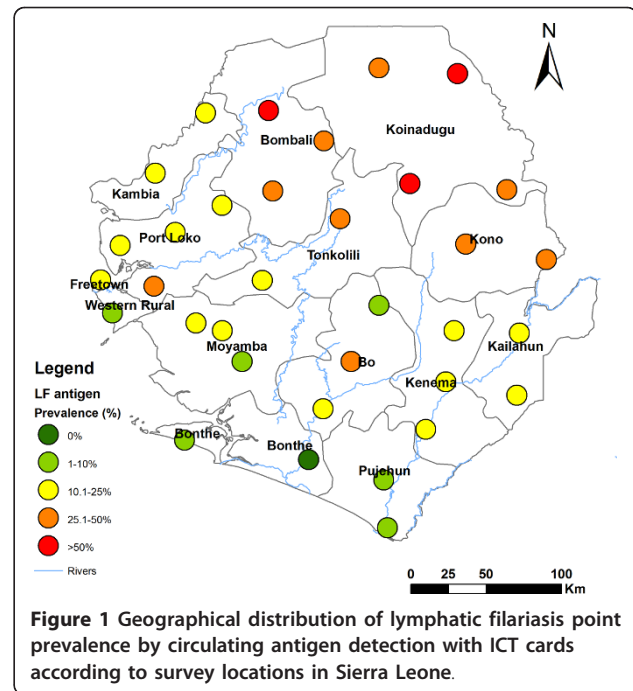 N
Bombali
Koinadugu
Kambia
Port Loko
Kono
Tonkolili
Freetown
Western Rural
Moyamba
Bo
Kailahun
Kenema
Bonthe
Bonthe
Pujehun
Legend
LF antigen
Prevalence (%)
0%
1-10%
10.1-25%
25.1-50%
>50%
Rivers
0 25 50 100
Km
Figure 1 Geographical distribution of lymphatic filariasis point
prevalence by circulating antigen detection with ICT cards
according to survey locations in Sierra Leone.